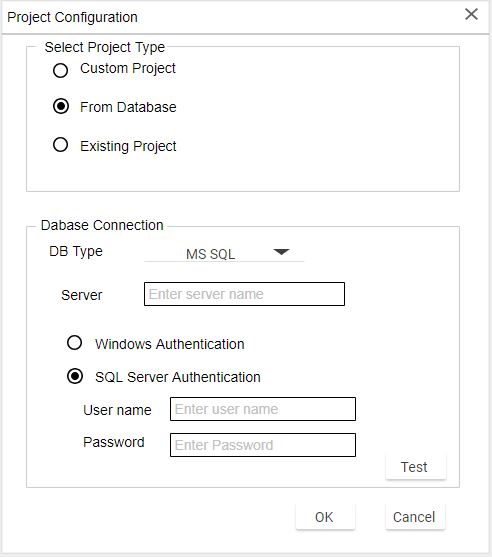 Project Configuration
Select Project Type
Custom Project
From Database
Existing Project
Dabase Connection
DB Type MS SQL
Server Enter server name
Windows Authentication
SQL Server Authentication
User name Enter user name
Password Enter Password
Test
OK Cancel